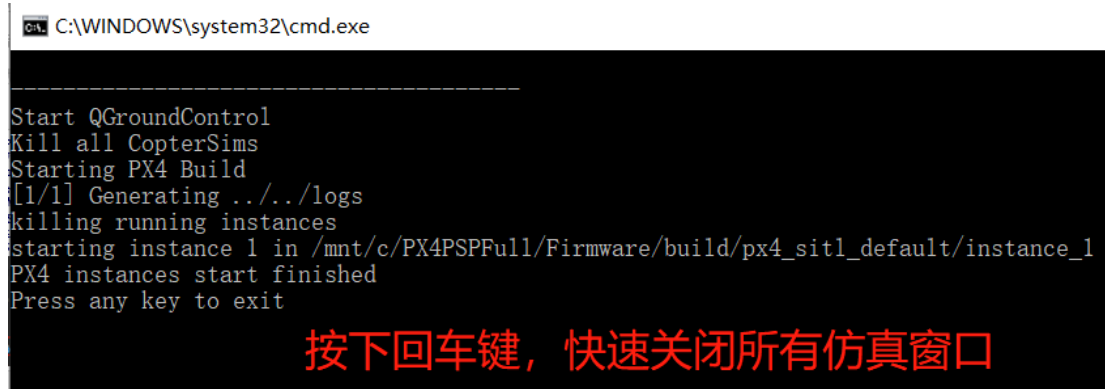 C:\WINDOWS\system32\cmd.exe
---------------------------------------
Start QGroundControl
Kill all CopterSims
Starting PX4 Build
[1/1] Generating ../../logs
killing running instances
starting instance 1 in /mnt/c/PX4PSPFull/Firmware/build/px4_sitl_default/instance_1
PX4 instances start finished
Press any key to exit
按下回车键，快速关闭所有仿真窗口